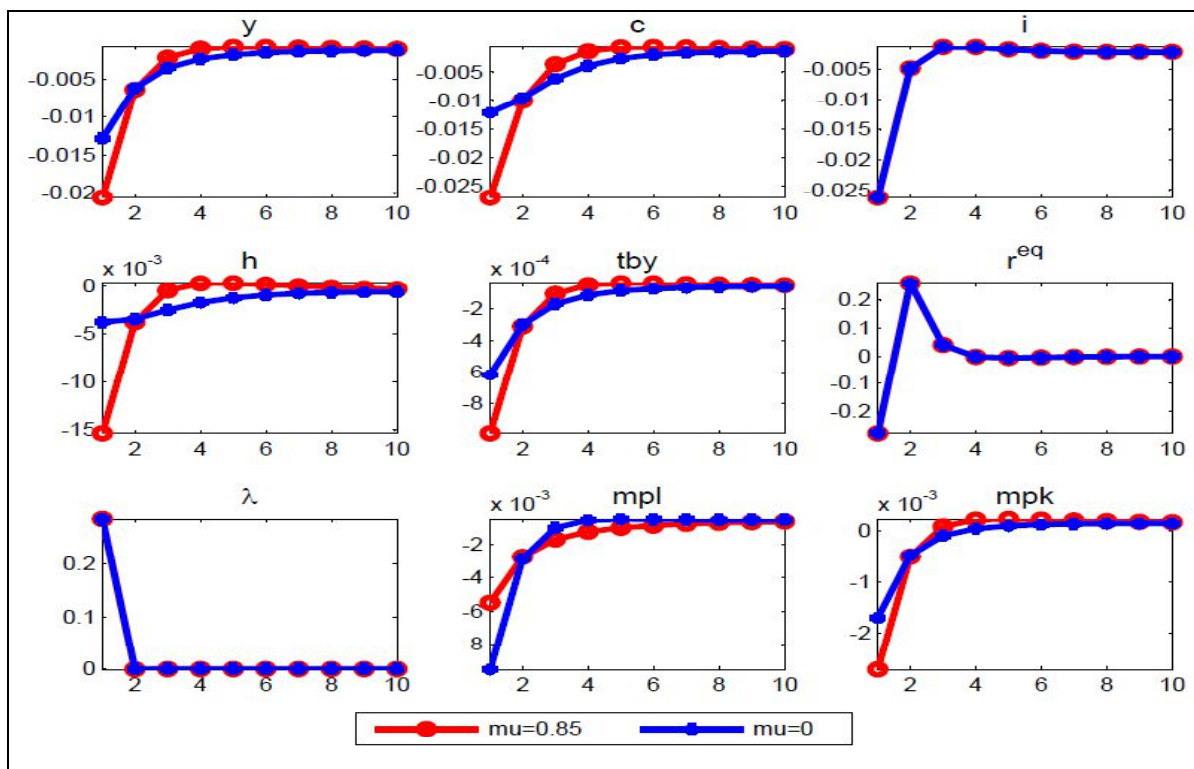 y c i
-0.005 -0.005 -0.005
-0.01 -0.01 -0.01
-0.015 -0.015 -0.015
-0.02 -0.02 -0.02
-0.025 -0.025
2 4 6 8 10 2 4 6 8 10 2 4 6 8 10
x 10⁻³ h x 10⁻⁴ tby r^eq
0 -2 0.2
-5 -4 0.1
-10 -6 0
-15 -8 -0.1
-0.2
2 4 6 8 10 2 4 6 8 10 2 4 6 8 10
λ x 10⁻³ mpl x 10⁻³ mpk
0.2 -2 0
0.1 -4 -1
0 -6 -2
8
2 4 6 8 10 2 4 6 8 10 2 4 6 8 10
mu=0.85 mu=0